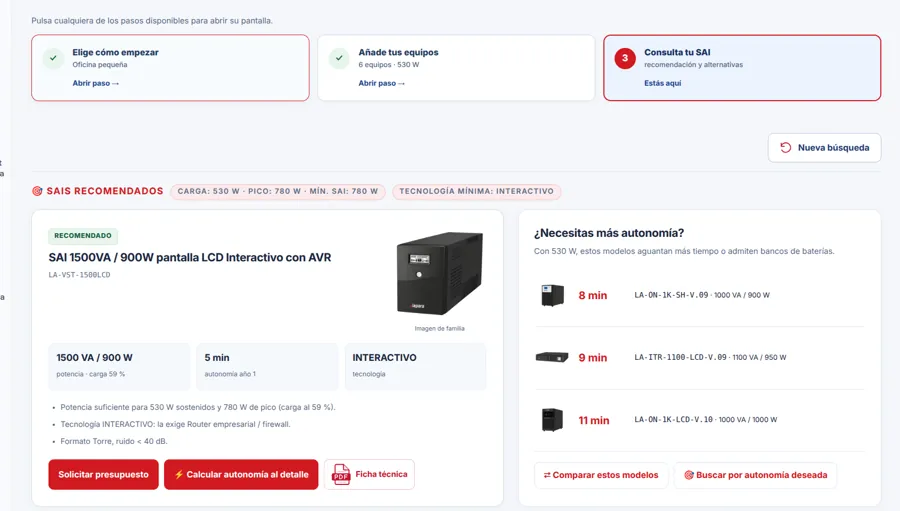 Pulsa cualquiera de los pasos disponibles para abrir su pantalla.
Elige cómo empezar
Oficina pequeña
Abrir paso →
Añade tus equipos
6 equipos · 530 W
Abrir paso →
3
Consulta tu SAI
recomendación y alternativas
Estás aquí
t
a
Nueva búsqueda
SAIS RECOMENDADOS
CARGA: 530 W · PICO: 780 W · MÍN. SAI: 780 W
TECNOLOGÍA MÍNIMA: INTERACTIVO
RECOMENDADO
SAI 1500VA / 900W pantalla LCD Interactivo con AVR
LA-VST-1500LCD
Imagen de familia
1500 VA / 900 W
potencia · carga 59 %
5 min
autonomía año 1
INTERACTIVO
tecnología
a
• Potencia suficiente para 530 W sostenidos y 780 W de pico (carga al 59 %).
• Tecnología INTERACTIVO: la exige Router empresarial / firewall.
• Formato Torre, ruido < 40 dB.
Solicitar presupuesto
⚡ Calcular autonomía al detalle
PDF
Ficha técnica
¿Necesitas más autonomía?
Con 530 W, estos modelos aguantan más tiempo o admiten bancos de baterías.
8 min
LA-ON-1K-SH-V.09 · 1000 VA / 900 W
9 min
LA-ITR-1100-LCD-V.09 · 1100 VA / 950 W
11 min
LA-ON-1K-LCD-V.10 · 1000 VA / 1000 W
⇄ Comparar estos modelos
🎯 Buscar por autonomía deseada